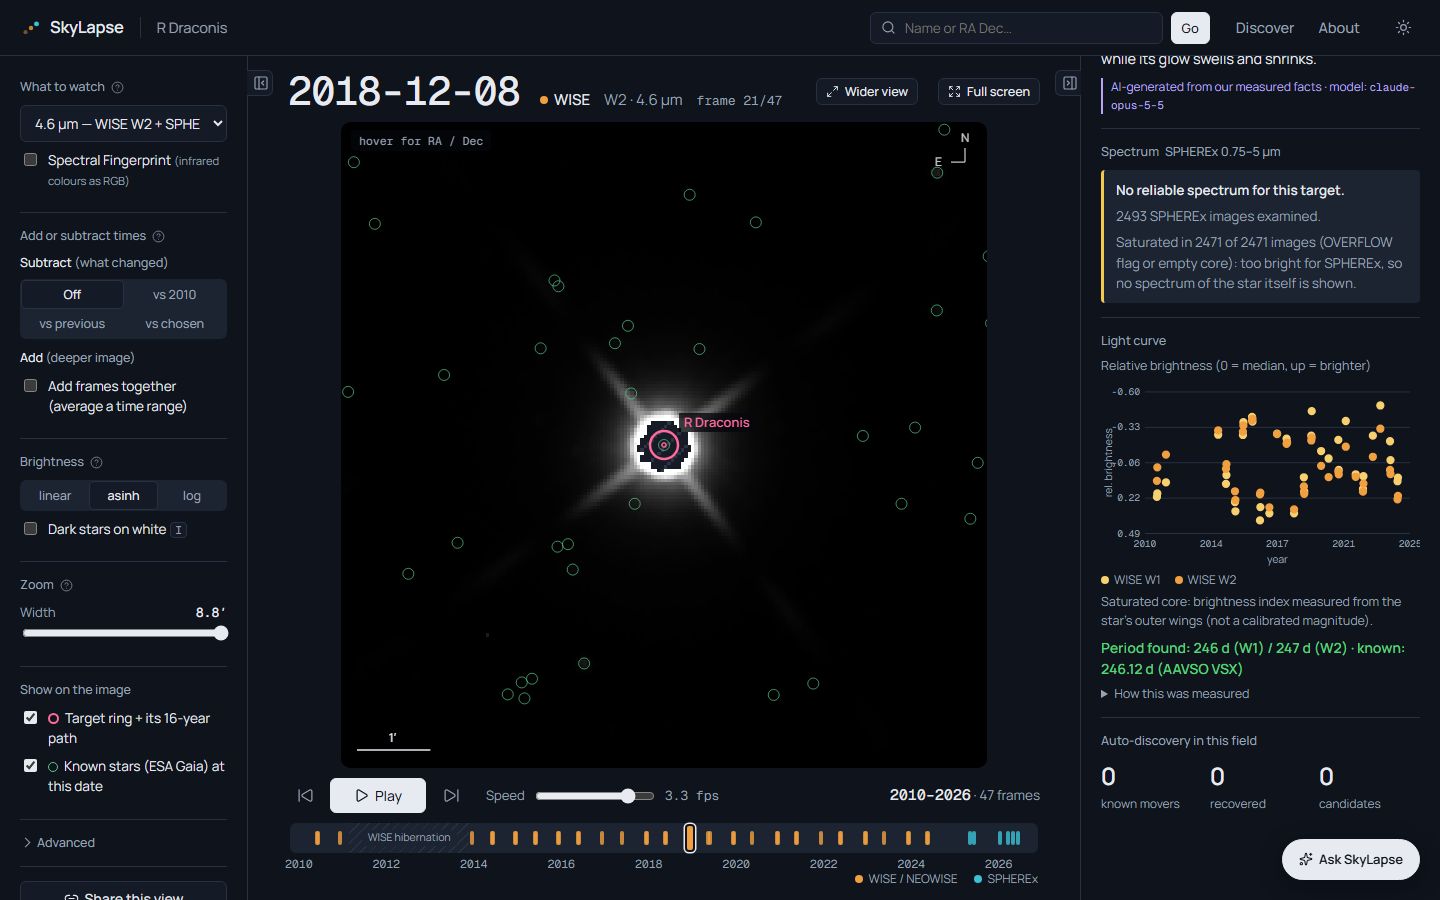 SkyLapse
R Draconis
Name or RA Dec...
Go
Discover
About
What to watch
4.6 µm — WISE W2 + SPHE
Spectral Fingerprint (infrared
colours as RGB)
Add or subtract times
Subtract (what changed)
Off
vs 2010
vs previous
vs chosen
Add (deeper image)
Add frames together
(average a time range)
Brightness
linear
asinh
log
Dark stars on white I
Zoom
Width
8.8′
Show on the image
Target ring + its 16-year
path
Known stars (ESA Gaia) at
this date
Advanced
Share this view
2018-12-08
WISE W2 · 4.6 µm frame 21/47
Wider view
Full screen
hover for RA / Dec
N
E
R Draconis
1′
Play
Speed
3.3 fps
2010–2026 · 47 frames
WISE hibernation
2010 2012 2014 2016 2018 2020 2022 2024 2026
WISE / NEOWISE
SPHEREx
while its glow swells and shrinks.
AI-generated from our measured facts · model: claude-
opus-5-5
Spectrum SPHEREx 0.75–5 µm
No reliable spectrum for this target.
2493 SPHEREx images examined.
Saturated in 2471 of 2471 images (OVERFLOW
flag or empty core): too bright for SPHEREx, so
no spectrum of the star itself is shown.
Light curve
Relative brightness (0 = median, up = brighter)
-0.60
0.33
0.06
0.22
0.49
rel. brightness
2010 2014 2017 2021 2025
year
WISE W1
WISE W2
Saturated core: brightness index measured from the
star's outer wings (not a calibrated magnitude).
Period found: 246 d (W1) / 247 d (W2) · known:
246.12 d (AAVSO VSX)
How this was measured
Auto-discovery in this field
0 0 0
known movers
recovered
candidates
Ask SkyLapse